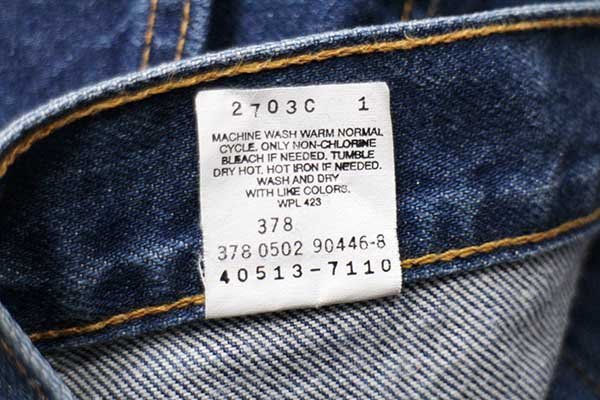 2703C 1
MACHINE WASH WARM NORMAL
CYCLE. ONLY NON-CHLORINE
BLEACH IF NEEDED. TUMBLE
DRY HOT. HOT IRON IF NEEDED.
WASH AND DRY
WITH LIKE COLORS.
WPL 423
378
378 0502 90446-8
40513-7110